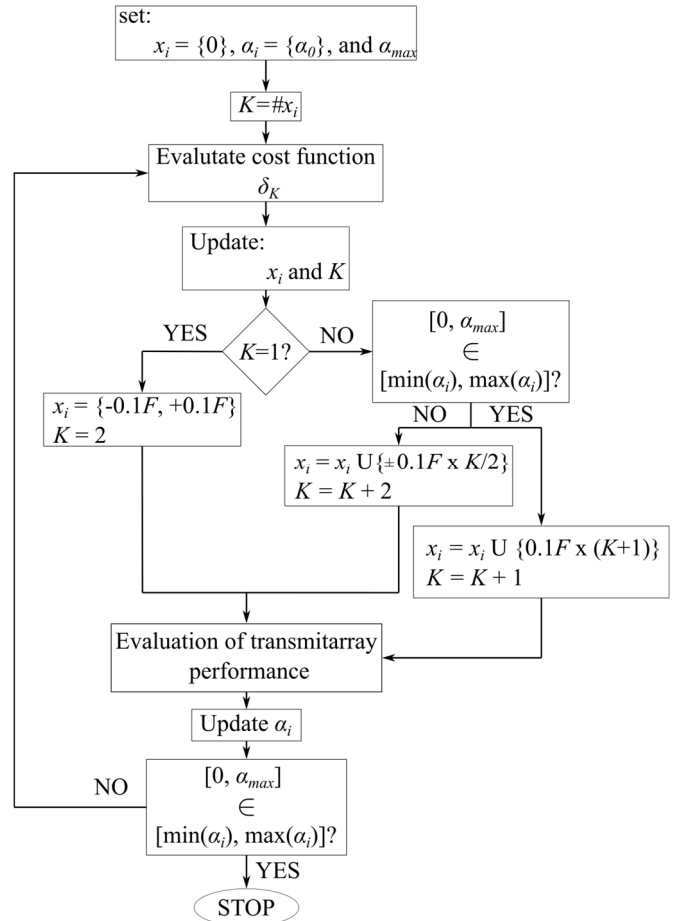 set:
x_i = {0}, α_i = {α_0}, and α_max
K=#x_i
Evalutate cost function
δ_K
Update:
x_i and K
K=1?
YES
NO
[0, α_max]
∈
[min(α_i), max(α_i)]?
x_i = {-0.1F, +0.1F}
K = 2
NO
YES
x_i = x_i U{±0.1F x K/2}
K = K + 2
x_i = x_i U {0.1F x (K+1)}
K = K + 1
Evaluation of transmitarray
performance
Update α_i
[0, α_max]
∈
[min(α_i), max(α_i)]?
NO
YES
STOP